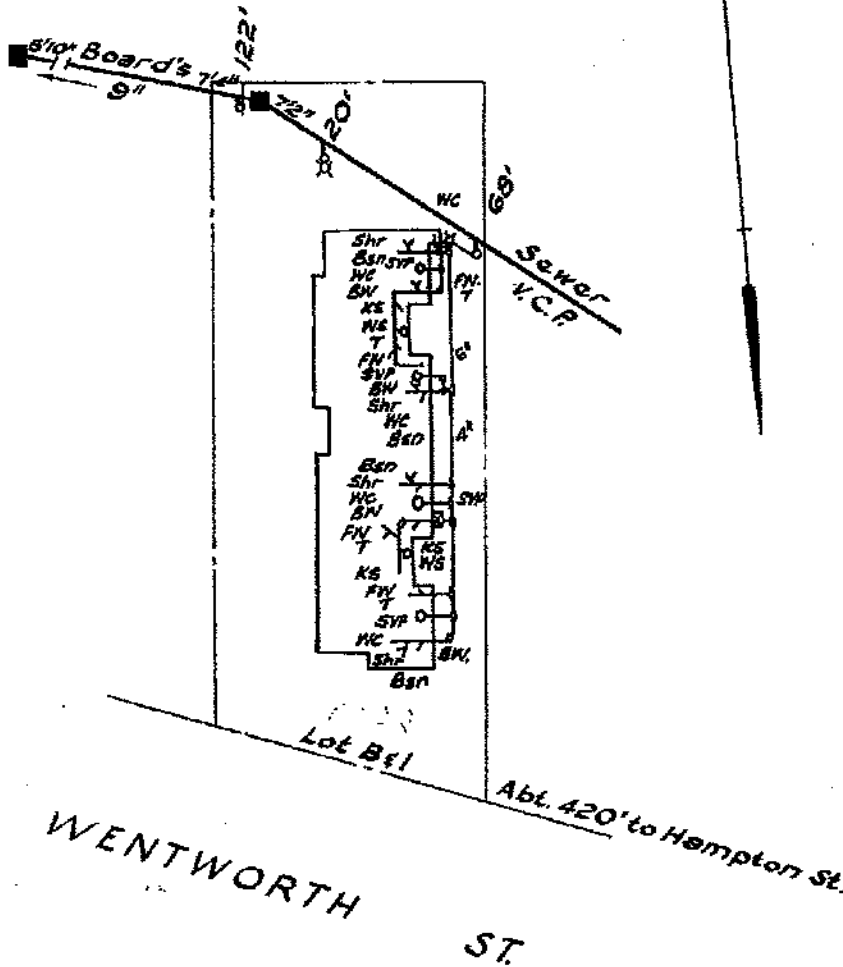 122'
8'10" Board's 7'4"
9"
7'2"
20'
WC
68'
Sewer
V.C.P.
Shr
Bsn SVP
WC
BW
KS
WS
T
FW
SVP
BW
Shr
WC
Bsn
FW.
T
6"
4"
Bsn
Shr
WC
BW
FW
T
KS
SVP
KS
WS
FW
T
SVP
WC
Shr
BW.
Bsn
Lot B&1
Abt. 420' to Hampton St.
WENTWORTH
ST.